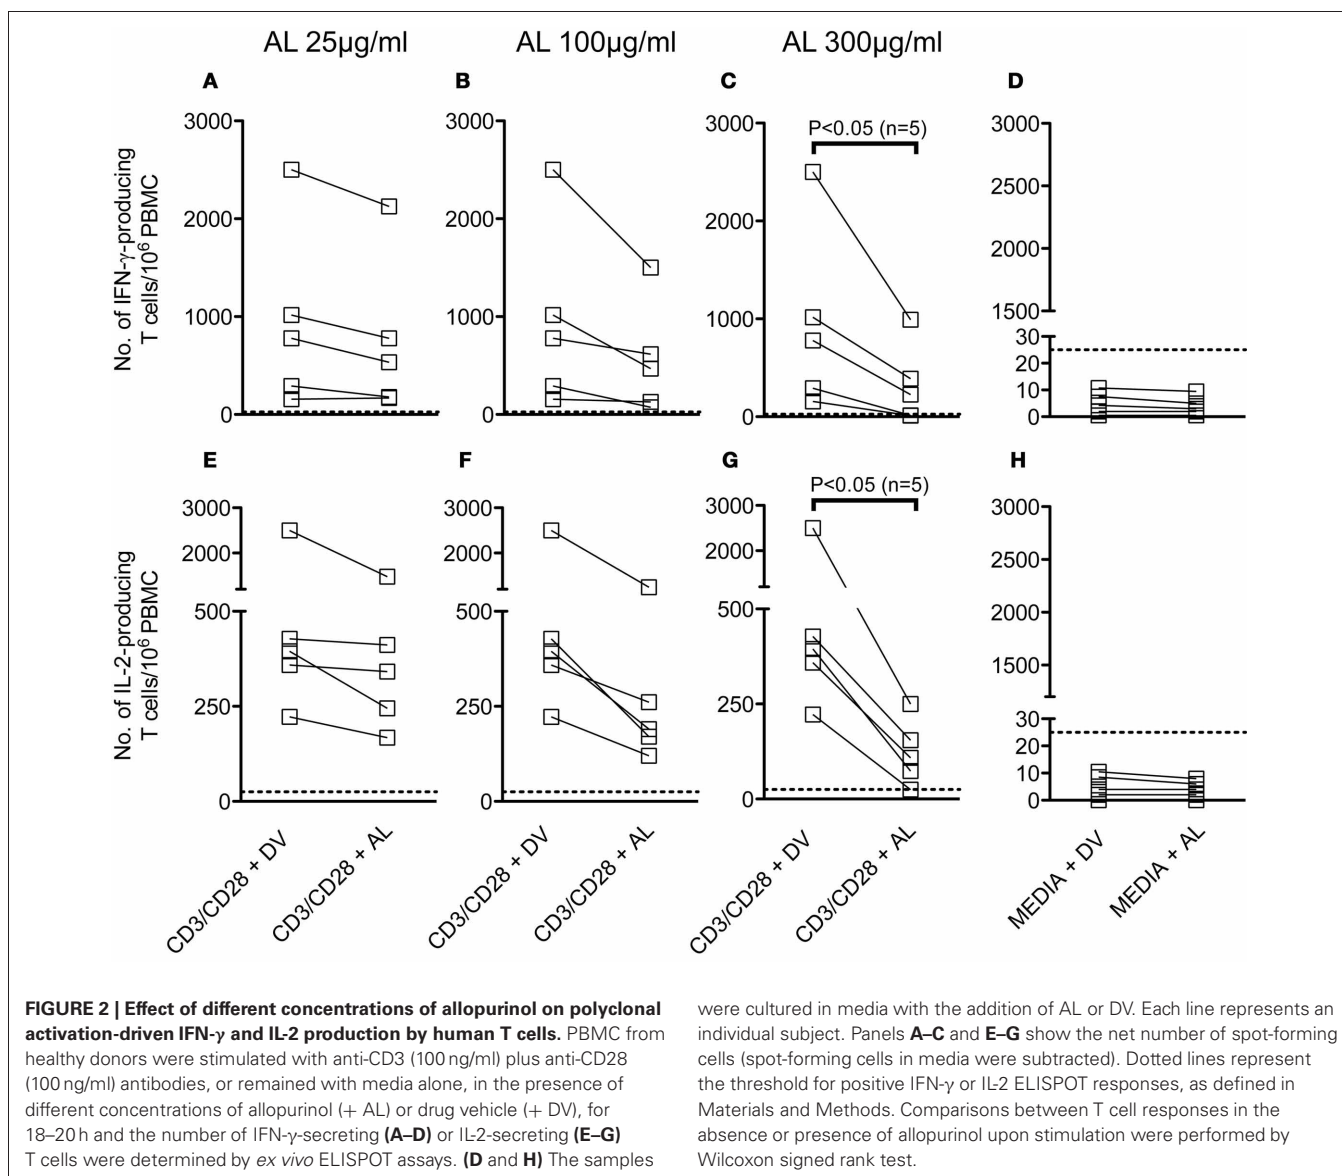 AL 25µg/ml
AL 100µg/ml
AL 300µg/ml
A
B
C
D
No. of IFN-γ-producing
T cells/10⁶ PBMC
3000
2000
1000
0
3000
2000
1000
0
P<0.05 (n=5)
3000
2000
1000
0
3000
2500
2000
1500
30
20
10
0
E
F
G
H
No. of IL-2-producing
T cells/10⁶ PBMC
3000
2000
500
250
0
3000
2000
500
250
0
P<0.05 (n=5)
3000
2000
500
250
0
3000
2500
2000
1500
30
20
10
0
CD3/CD28 + DV
CD3/CD28 + AL
CD3/CD28 + DV
CD3/CD28 + AL
CD3/CD28 + DV
CD3/CD28 + AL
MEDIA + DV
MEDIA + AL
FIGURE 2 | Effect of different concentrations of allopurinol on polyclonal
activation-driven IFN-γ and IL-2 production by human T cells. PBMC from
healthy donors were stimulated with anti-CD3 (100 ng/ml) plus anti-CD28
(100 ng/ml) antibodies, or remained with media alone, in the presence of
different concentrations of allopurinol (+ AL) or drug vehicle (+ DV), for
18–20 h and the number of IFN-γ-secreting (A–D) or IL-2-secreting (E–G)
T cells were determined by ex vivo ELISPOT assays. (D and H) The samples
were cultured in media with the addition of AL or DV. Each line represents an
individual subject. Panels A–C and E–G show the net number of spot-forming
cells (spot-forming cells in media were subtracted). Dotted lines represent
the threshold for positive IFN-γ or IL-2 ELISPOT responses, as defined in
Materials and Methods. Comparisons between T cell responses in the
absence or presence of allopurinol upon stimulation were performed by
Wilcoxon signed rank test.